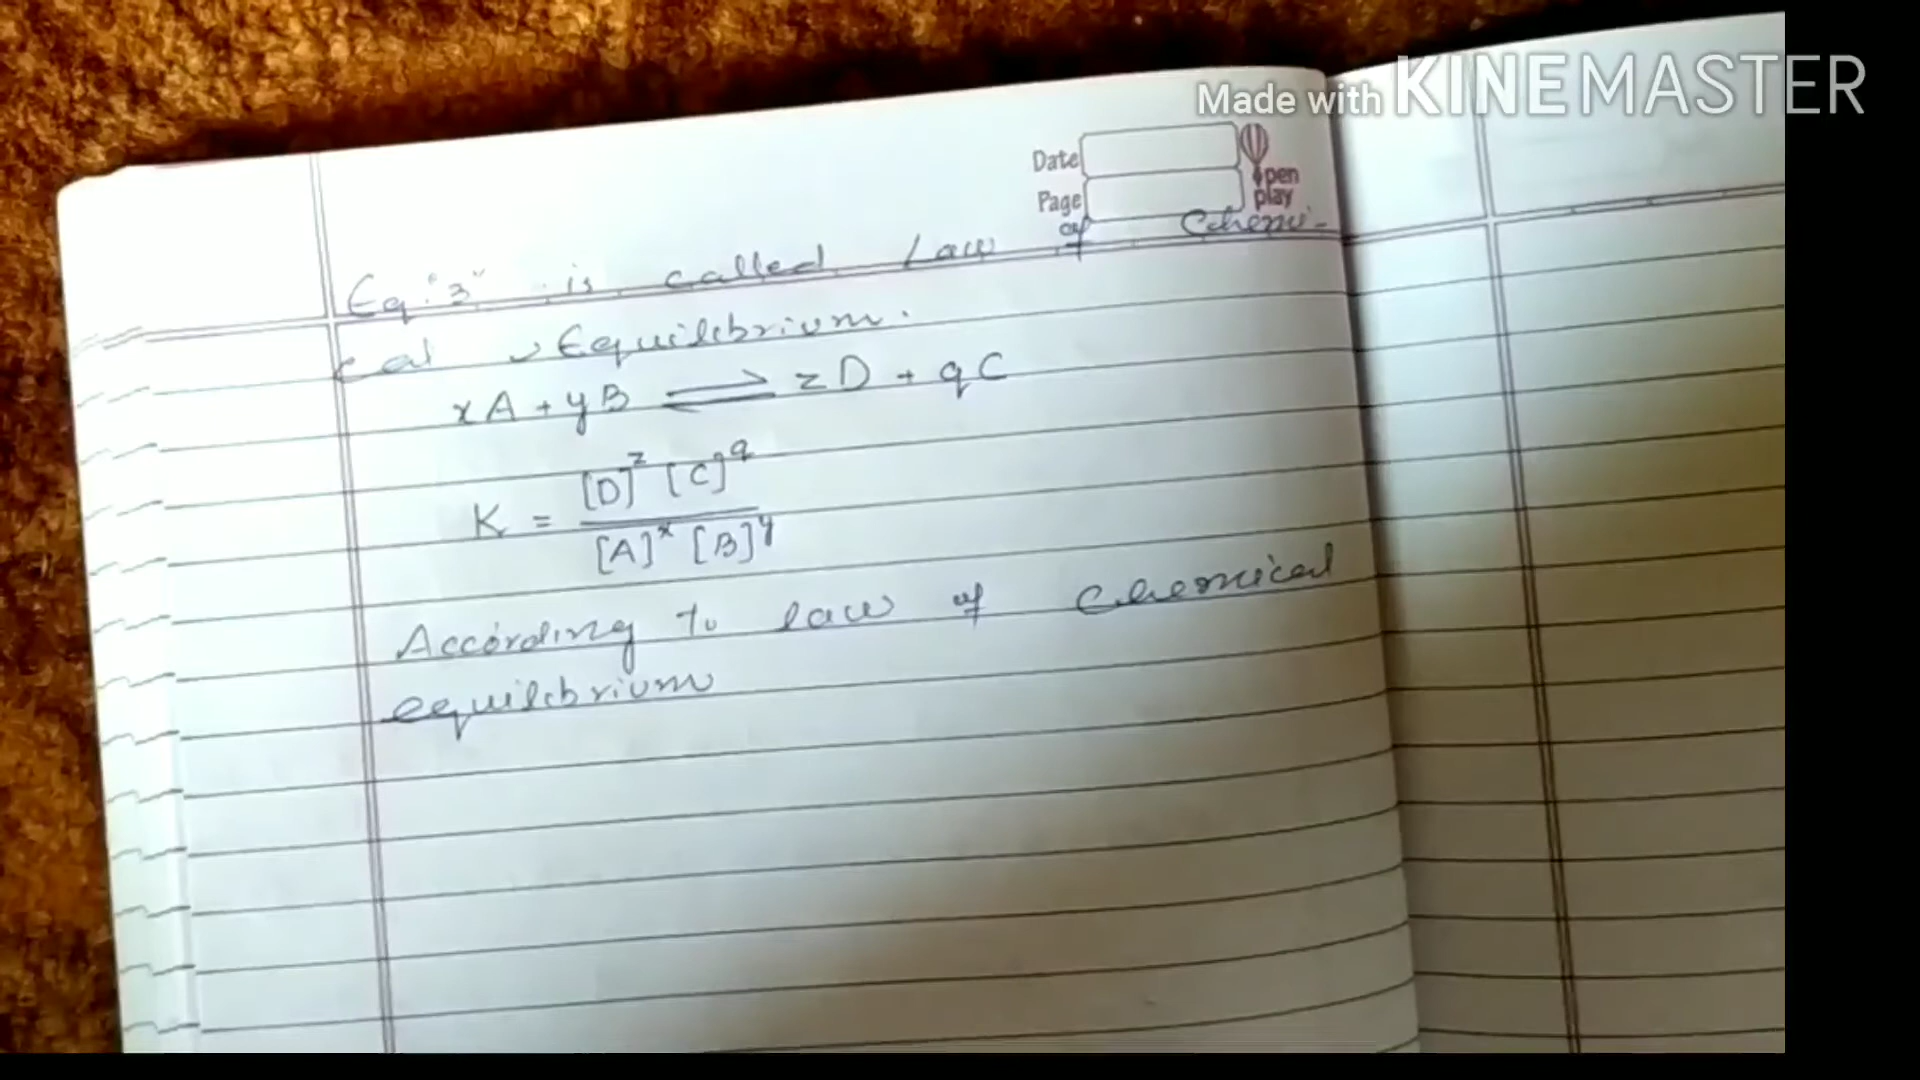 Made with KINEMASTER
Date
Page
pen
play
Eq: "3" is called Law of Chemi-
cal Equilibrium.
xA + yB ⇌ zD + qC
K = [D]^z [C]^q / [A]^x [B]^y
According to law of Chemical
equilibrium